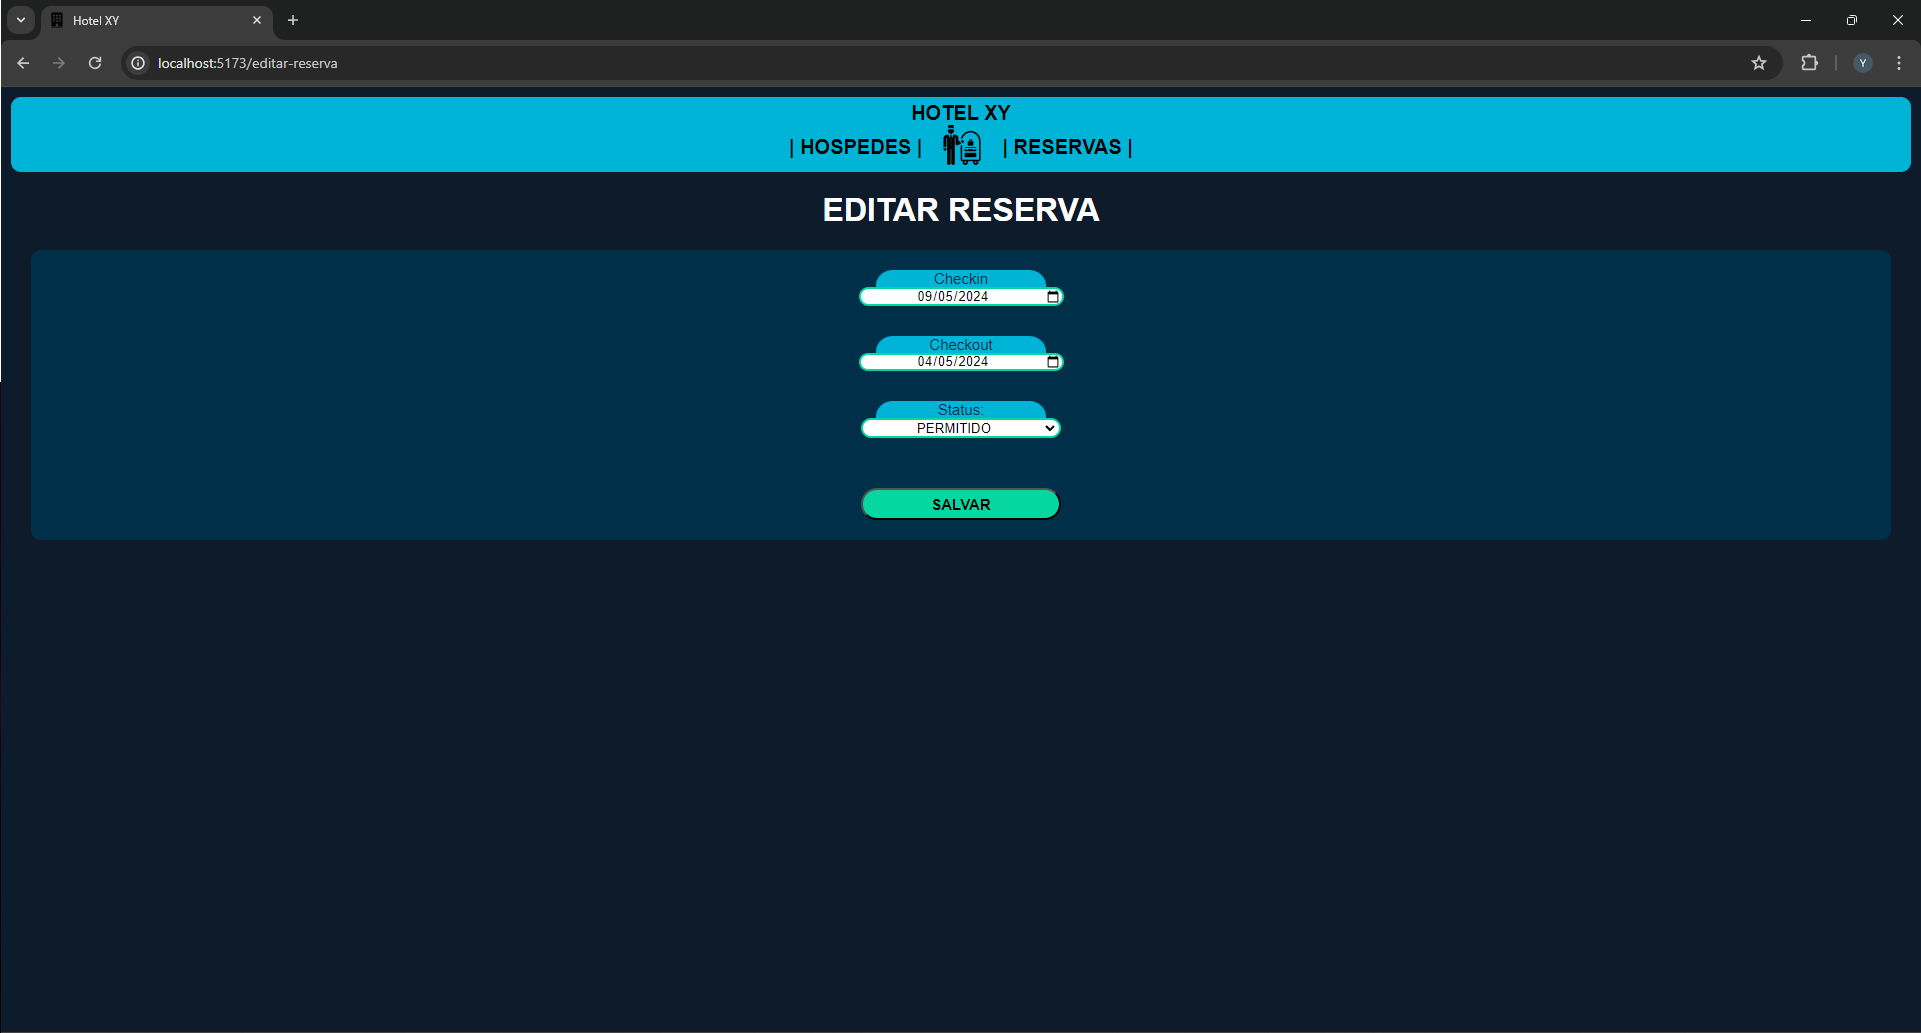 Hotel XY
localhost:5173/editar-reserva
Y
HOTEL XY
| HOSPEDES | | RESERVAS |
EDITAR RESERVA
Checkin
09/05/2024
Checkout
04/05/2024
Status:
PERMITIDO
SALVAR